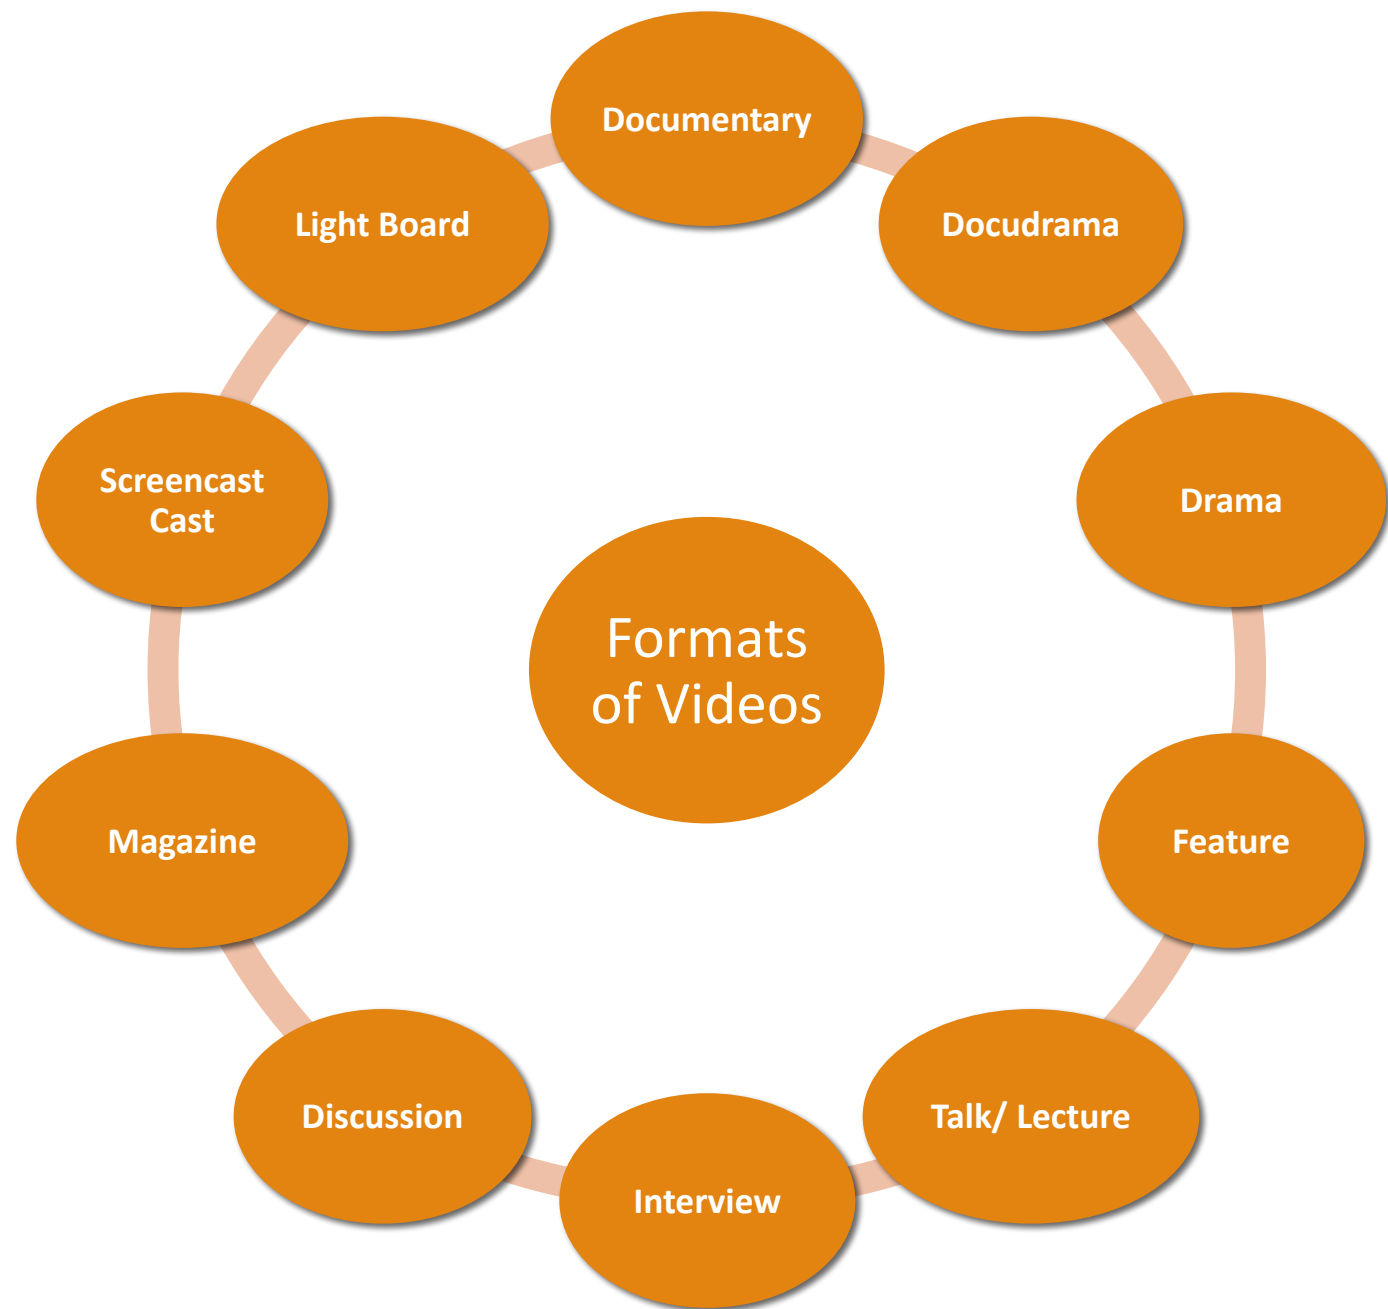 Documentary
Docudrama
Drama
Feature
Talk/ Lecture
Interview
Discussion
Magazine
Screencast
Cast
Light Board
Formats
of Videos